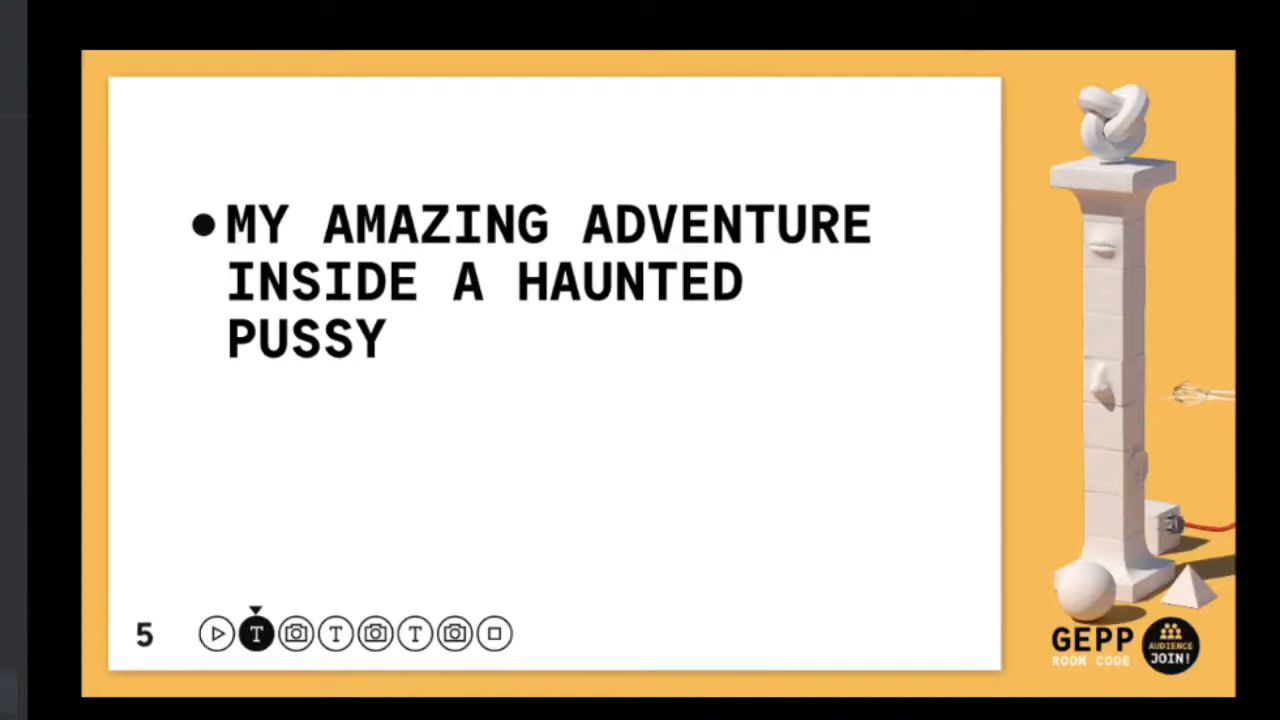 MY AMAZING ADVENTURE
INSIDE A HAUNTED
PUSSY
5
T
T
T
GEPP
ROOM CODE
AUDIENCE
JOIN!